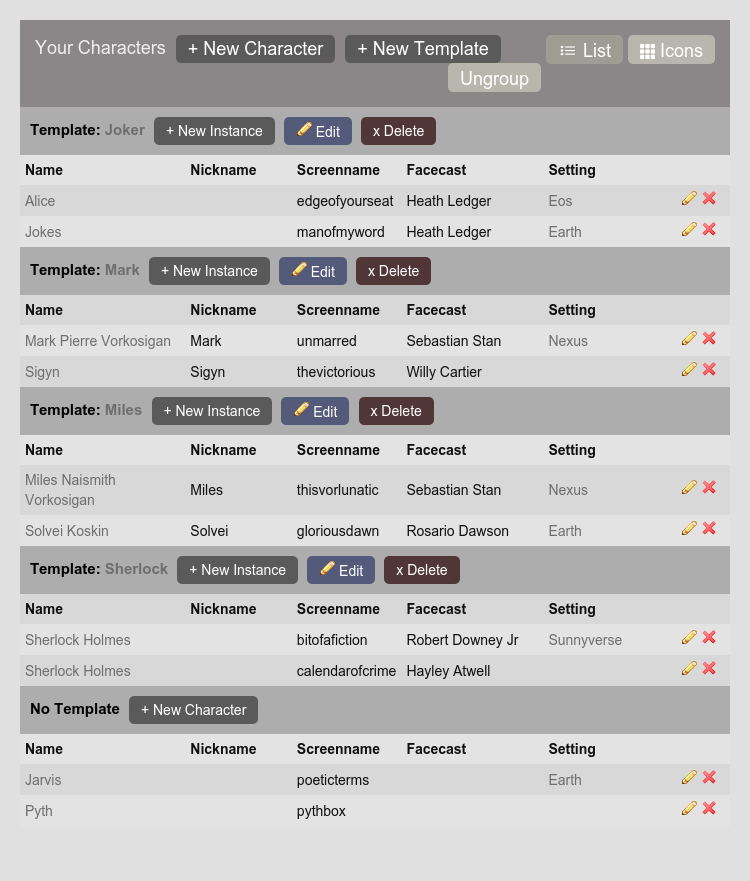 Your Characters + New Character + New Template List Icons
Ungroup
Template: Joker + New Instance Edit x Delete
Name Nickname Screenname Facecast Setting
Alice edgeofyourseat Heath Ledger Eos
Jokes manofmyword Heath Ledger Earth
Template: Mark + New Instance Edit x Delete
Name Nickname Screenname Facecast Setting
Mark Pierre Vorkosigan Mark unmarred Sebastian Stan Nexus
Sigyn Sigyn thevictorious Willy Cartier
Template: Miles + New Instance Edit x Delete
Name Nickname Screenname Facecast Setting
Miles Naismith
Vorkosigan Miles thisvorlunatic Sebastian Stan Nexus
Solvei Koskin Solvei gloriousdawn Rosario Dawson Earth
Template: Sherlock + New Instance Edit x Delete
Name Nickname Screenname Facecast Setting
Sherlock Holmes bitofafiction Robert Downey Jr Sunnyverse
Sherlock Holmes calendarofcrime Hayley Atwell
No Template + New Character
Name Nickname Screenname Facecast Setting
Jarvis poeticterms Earth
Pyth pythbox